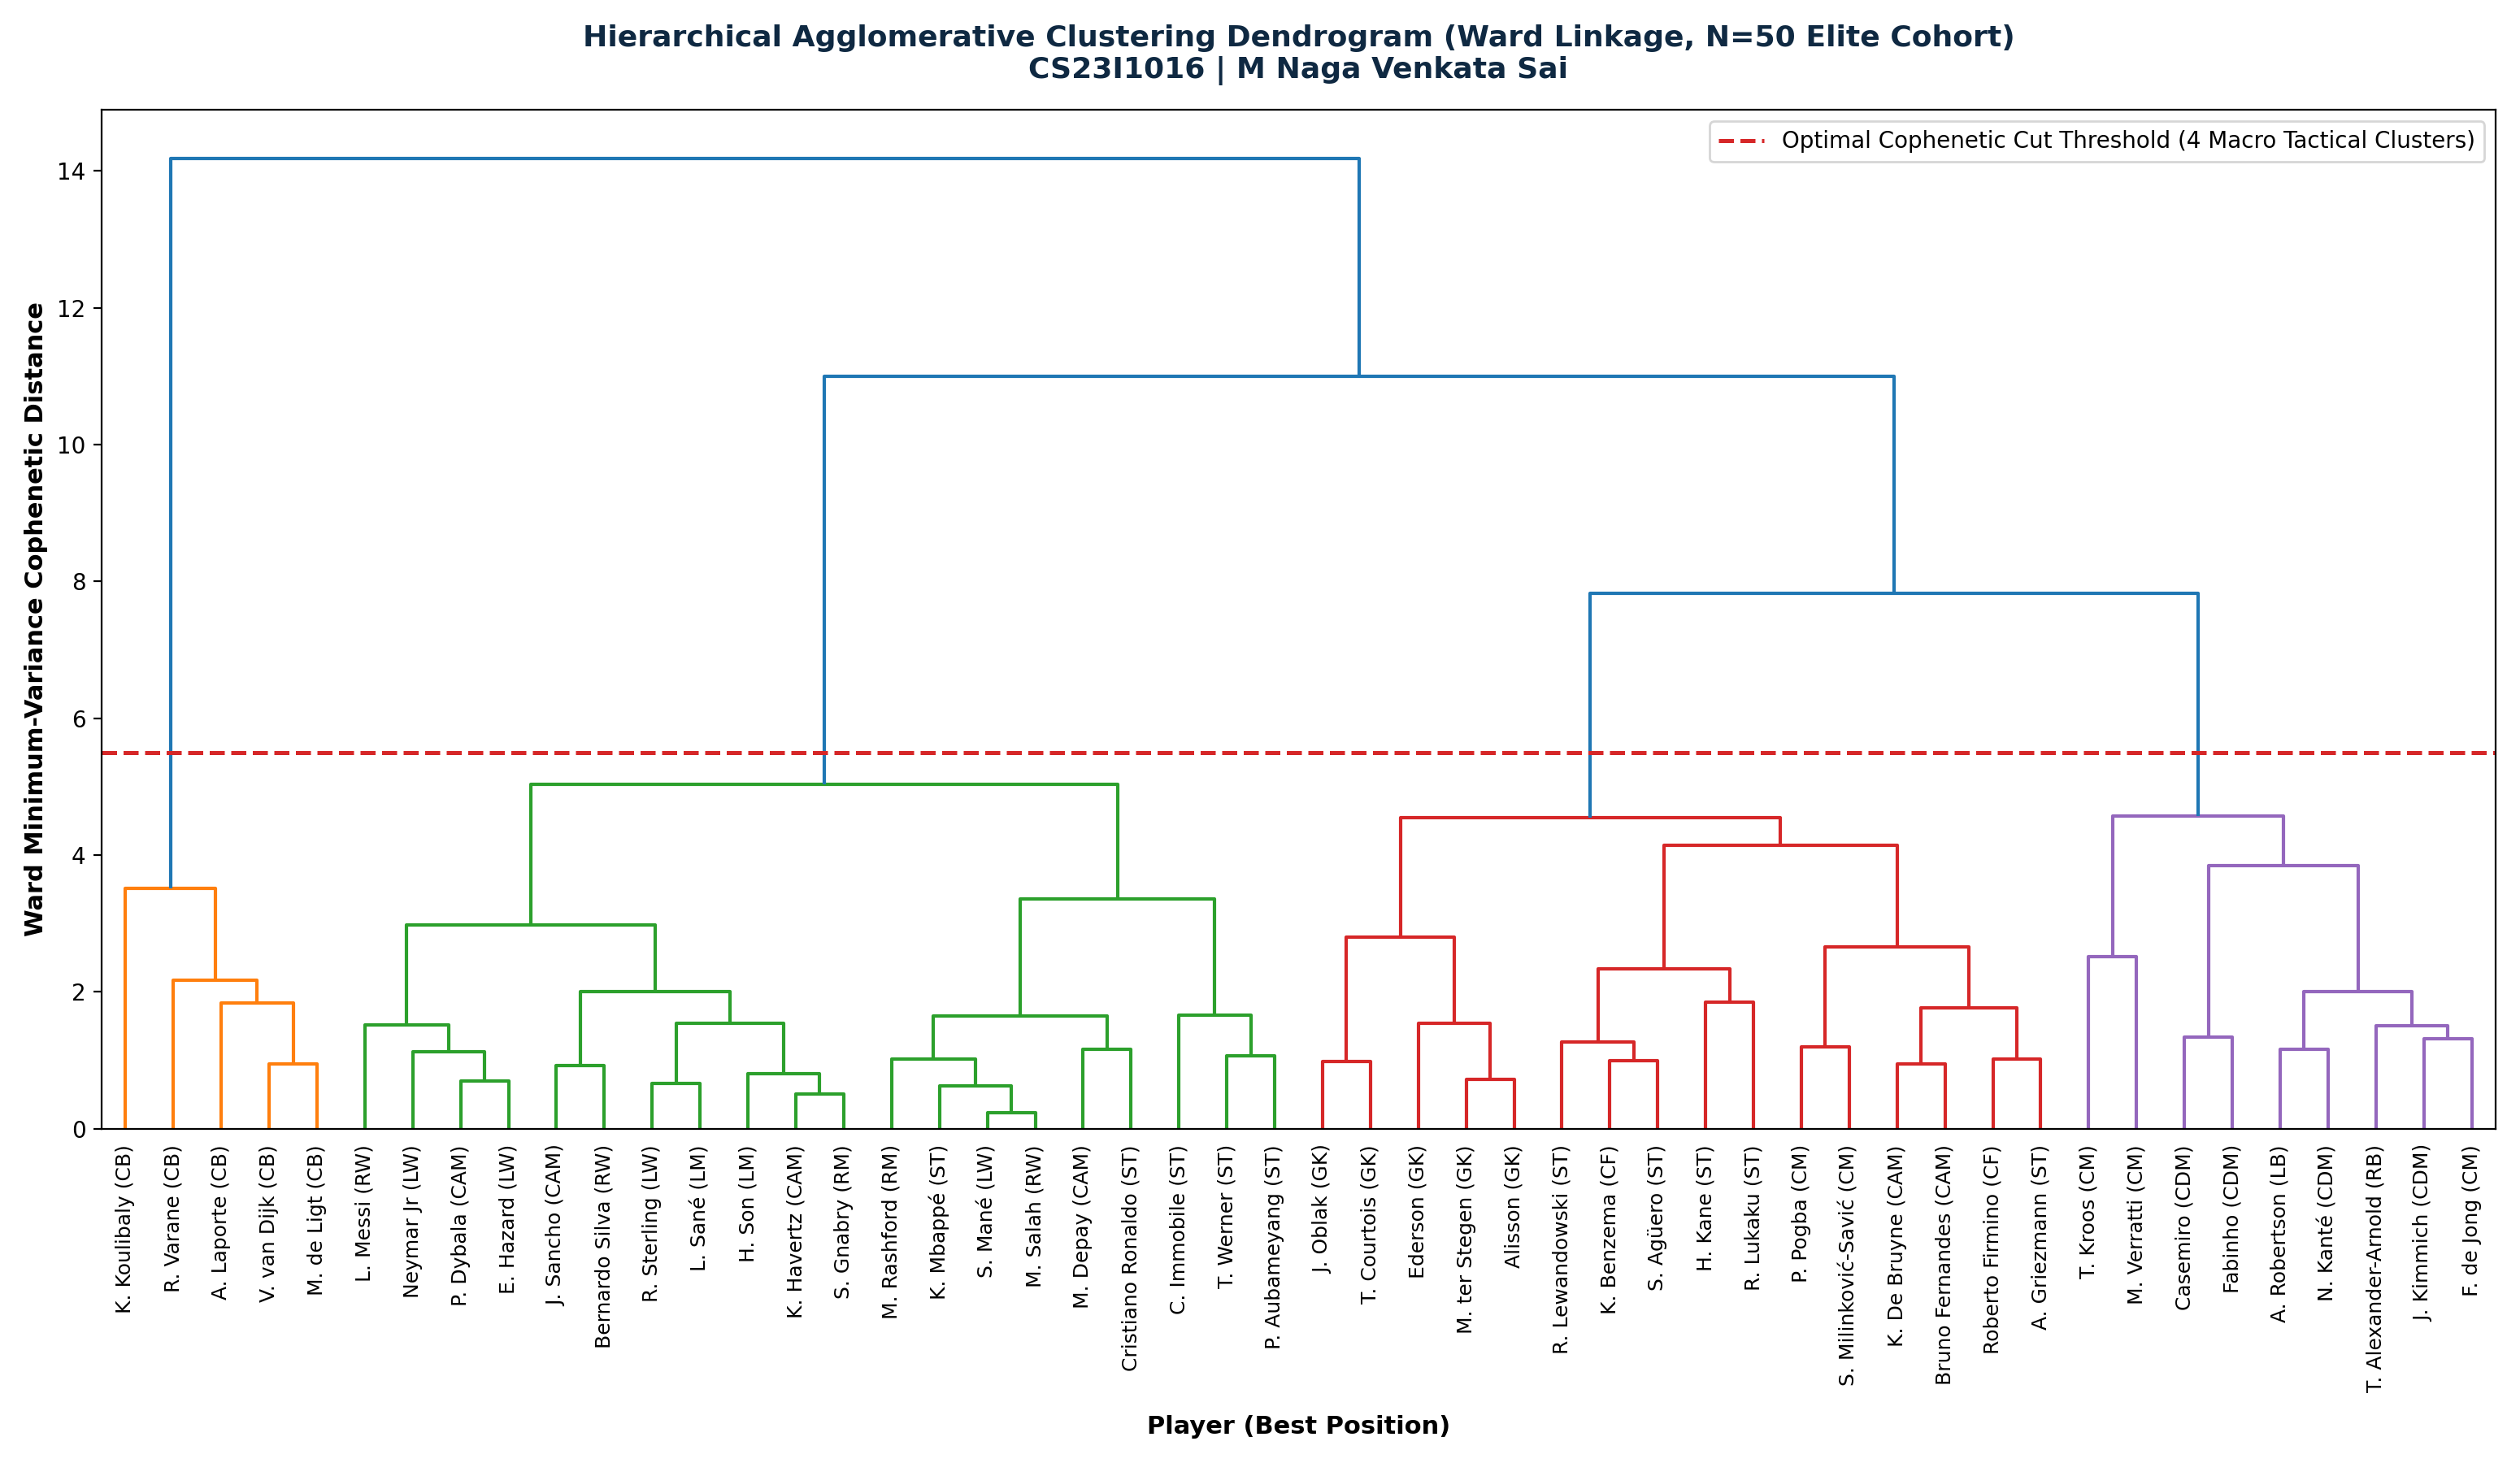 Hierarchical Agglomerative Clustering Dendrogram (Ward Linkage, N=50 Elite Cohort)
CS23I1016 | M Naga Venkata Sai
Optimal Cophenetic Cut Threshold (4 Macro Tactical Clusters)
Ward Minimum-Variance Cophenetic Distance
14
12
10
8
6
4
2
0
K. Koulibaly (CB)
R. Varane (CB)
A. Laporte (CB)
V. van Dijk (CB)
M. de Ligt (CB)
L. Messi (RW)
Neymar Jr (LW)
P. Dybala (CAM)
E. Hazard (LW)
J. Sancho (CAM)
Bernardo Silva (RW)
R. Sterling (LW)
L. Sané (LM)
H. Son (LM)
K. Havertz (CAM)
S. Gnabry (RM)
M. Rashford (RM)
K. Mbappé (ST)
S. Mané (LW)
M. Salah (RW)
M. Depay (CAM)
Cristiano Ronaldo (ST)
C. Immobile (ST)
T. Werner (ST)
P. Aubameyang (ST)
J. Oblak (GK)
T. Courtois (GK)
Ederson (GK)
M. ter Stegen (GK)
Alisson (GK)
R. Lewandowski (ST)
K. Benzema (CF)
S. Agüero (ST)
H. Kane (ST)
R. Lukaku (ST)
P. Pogba (CM)
S. Milinković-Savić (CM)
K. De Bruyne (CAM)
Bruno Fernandes (CAM)
Roberto Firmino (CF)
A. Griezmann (ST)
T. Kroos (CM)
M. Verratti (CM)
Casemiro (CDM)
Fabinho (CDM)
A. Robertson (LB)
N. Kanté (CDM)
T. Alexander-Arnold (RB)
J. Kimmich (CDM)
F. de Jong (CM)
Player (Best Position)